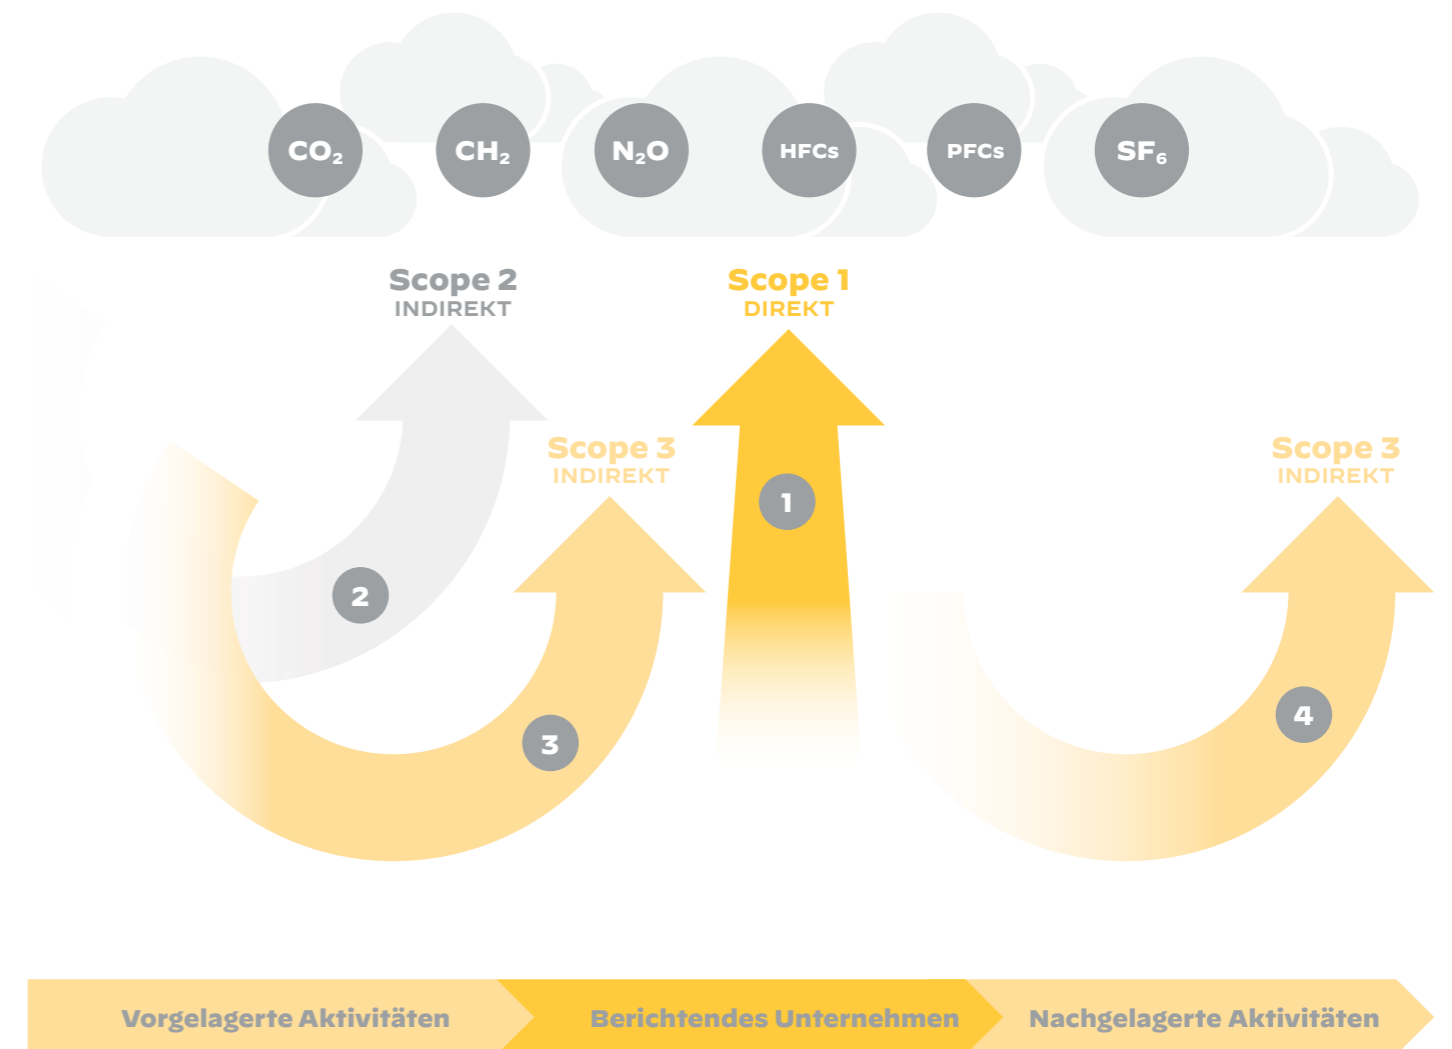 CO₂
CH₂
N₂O
HFCs
PFCs
SF₆
Scope 2
INDIREKT
Scope 1
DIREKT
Scope 3
INDIREKT
Scope 3
INDIREKT
1
2
3
4
Vorgelagerte Aktivitäten
Berichtendes Unternehmen
Nachgelagerte Aktivitäten